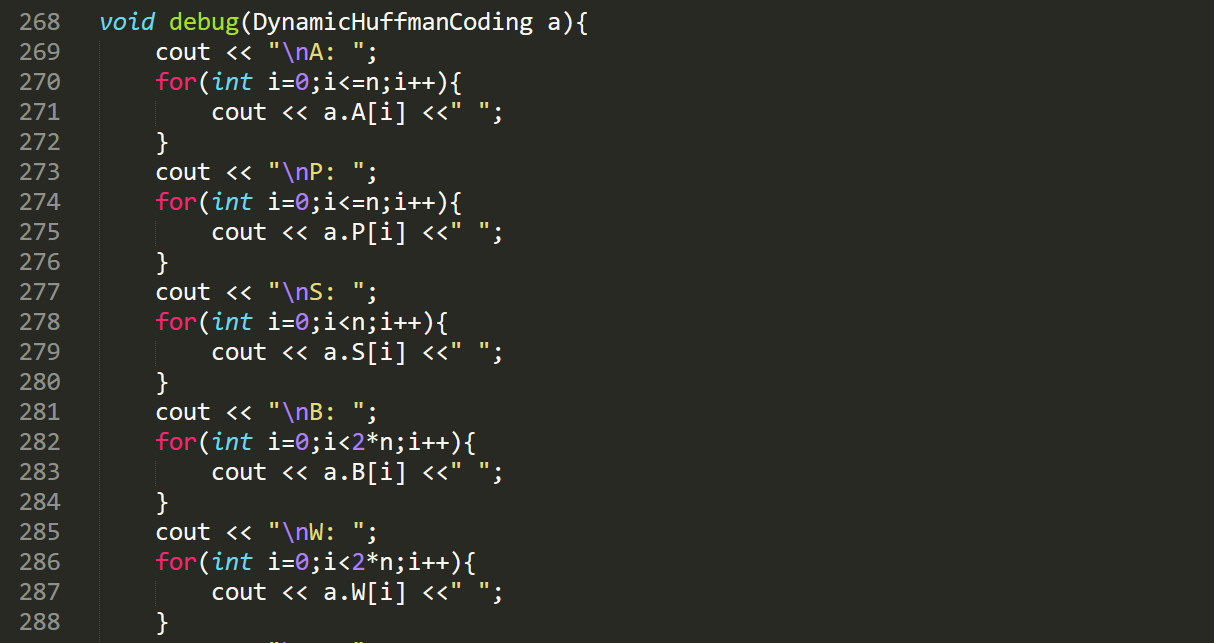 268 void debug(DynamicHuffmanCoding a){
269 cout << "\nA: ";
270 for(int i=0;i<=n;i++){
271 cout << a.A[i] <<" ";
272 }
273 cout << "\nP: ";
274 for(int i=0;i<=n;i++){
275 cout << a.P[i] <<" ";
276 }
277 cout << "\nS: ";
278 for(int i=0;i<n;i++){
279 cout << a.S[i] <<" ";
280 }
281 cout << "\nB: ";
282 for(int i=0;i<2*n;i++){
283 cout << a.B[i] <<" ";
284 }
285 cout << "\nW: ";
286 for(int i=0;i<2*n;i++){
287 cout << a.W[i] <<" ";
288 }